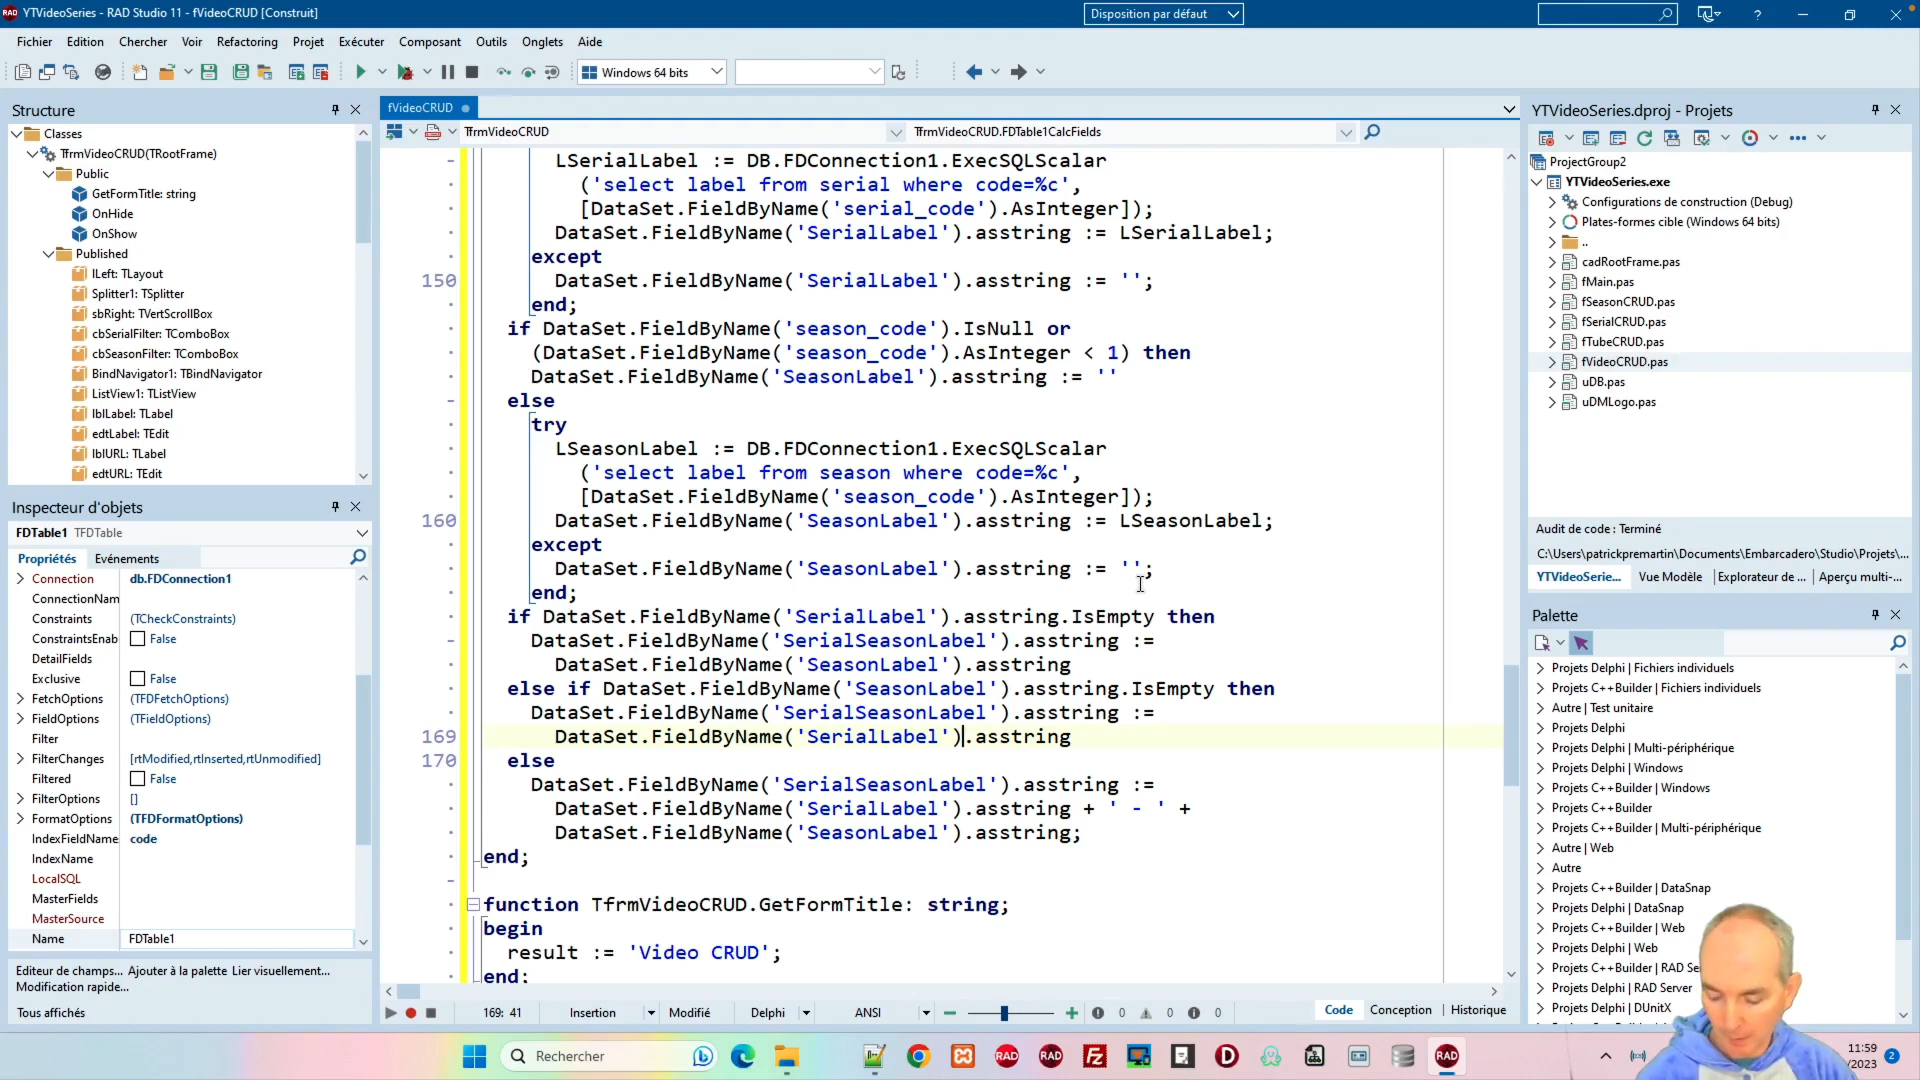 YTVideoSeries - RAD Studio 11 - fVideoCRUD [Construit]
Disposition par défaut
Fichier Edition Chercher Voir Refactoring Projet Exécuter Composant Outils Onglets Aide
Windows 64 bits
Structure
Classes
TfrmVideoCRUD(TRootFrame)
Public
GetFormTitle: string
OnHide
OnShow
Published
lLeft: TLayout
Splitter1: TSplitter
sbRight: TVertScrollBox
cbSerialFilter: TComboBox
cbSeasonFilter: TComboBox
BindNavigator1: TBindNavigator
ListView1: TListView
lblLabel: TLabel
edtLabel: TEdit
lblURL: TLabel
edtURL: TEdit
Inspecteur d'objets
FDTable1 TFDTable
Propriétés Evénements
Connection db.FDConnection1
ConnectionNam
Constraints (TCheckConstraints)
ConstraintsEnab False
DetailFields
Exclusive False
FetchOptions (TFDFetchOptions)
FieldOptions (TFieldOptions)
Filter
FilterChanges [rtModified,rtInserted,rtUnmodified]
Filtered False
FilterOptions []
FormatOptions (TFDFormatOptions)
IndexFieldName code
IndexName
LocalSQL
MasterFields
MasterSource
Name FDTable1
Editeur de champs... Ajouter à la palette Lier visuellement...
Modification rapide...
Tous affichés
fVideoCRUD
TfrmVideoCRUD TfrmVideoCRUD.FDTable1CalcFields
LSerialLabel := DB.FDConnection1.ExecSQLScalar
('select label from serial where code=%c',
[DataSet.FieldByName('serial_code').AsInteger]);
DataSet.FieldByName('SerialLabel').asstring := LSerialLabel;
except
150 DataSet.FieldByName('SerialLabel').asstring := '';
end;
if DataSet.FieldByName('season_code').IsNull or
(DataSet.FieldByName('season_code').AsInteger < 1) then
DataSet.FieldByName('SeasonLabel').asstring := ''
else
try
LSeasonLabel := DB.FDConnection1.ExecSQLScalar
('select label from season where code=%c',
[DataSet.FieldByName('season_code').AsInteger]);
160 DataSet.FieldByName('SeasonLabel').asstring := LSeasonLabel;
except
DataSet.FieldByName('SeasonLabel').asstring := '';
end;
if DataSet.FieldByName('SerialLabel').asstring.IsEmpty then
DataSet.FieldByName('SerialSeasonLabel').asstring :=
DataSet.FieldByName('SeasonLabel').asstring
else if DataSet.FieldByName('SeasonLabel').asstring.IsEmpty then
DataSet.FieldByName('SerialSeasonLabel').asstring :=
169 DataSet.FieldByName('SerialLabel').asstring
170 else
DataSet.FieldByName('SerialSeasonLabel').asstring :=
DataSet.FieldByName('SerialLabel').asstring + ' - ' +
DataSet.FieldByName('SeasonLabel').asstring;
end;
function TfrmVideoCRUD.GetFormTitle: string;
begin
result := 'Video CRUD';
end;
169: 41 Insertion Modifié Delphi ANSI 0 0 0 Code Conception Historique
YTVideoSeries.dproj - Projets
ProjectGroup2
YTVideoSeries.exe
Configurations de construction (Debug)
Plates-formes cible (Windows 64 bits)
..
cadRootFrame.pas
fMain.pas
fSeasonCRUD.pas
fSerialCRUD.pas
fTubeCRUD.pas
fVideoCRUD.pas
uDB.pas
uDMLogo.pas
Audit de code : Terminé
C:\Users\patrickpremartin\Documents\Embarcadero\Studio\Projets\...
YTVideoSerie... Vue Modèle Explorateur de ... Aperçu multi-...
Palette
Projets Delphi | Fichiers individuels
Projets C++Builder | Fichiers individuels
Autre | Test unitaire
Projets Delphi
Projets Delphi | Multi-périphérique
Projets Delphi | Windows
Projets C++Builder | Windows
Projets C++Builder
Projets C++Builder | Multi-périphérique
Autre | Web
Autre
Projets C++Builder | DataSnap
Projets Delphi | DataSnap
Projets C++Builder | Web
Projets Delphi | Web
Projets C++Builder | RAD Se
Projets Delphi | RAD Server
Projets Delphi | DUnitX
Rechercher
11:59
/2023
2